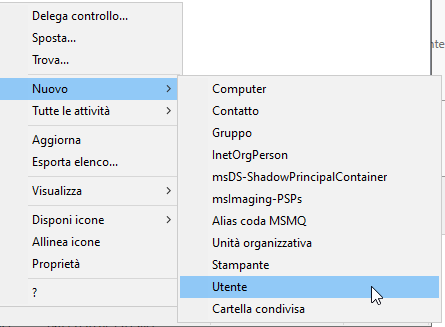 Delega controllo...
Sposta...
Trova...
Nuovo
Tutte le attività
Aggiorna
Esporta elenco...
Visualizza
Disponi icone
Allinea icone
Proprietà
?
Computer
Contatto
Gruppo
InetOrgPerson
msDS-ShadowPrincipalContainer
msImaging-PSPs
Alias coda MSMQ
Unità organizzativa
Stampante
Utente
Cartella condivisa